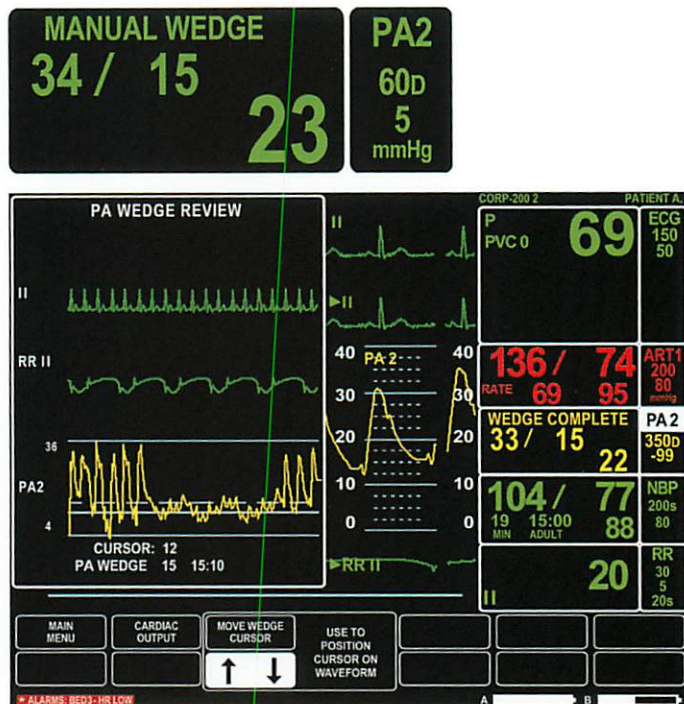 MANUAL WEDGE
34 / 15
23
PA2
60D
5
mmHg
CORP-200 2 PATIENT A.
PA WEDGE REVIEW
II
RR II
36
PA2
4
CURSOR: 12
PA WEDGE 15 15:10
II
►II
PA 2
40 40
30 30
20 20
10 10
0 0
►RR II
P
PVC 0
69
ECG
150
50
136 / 74
RATE 69 95
ART1
200
80
mmHg
WEDGE COMPLETE
33 / 15
22
PA 2
350D
-99
104 / 77
19 15:00 88
MIN ADULT
NBP
200s
80
II
20
RR
30
5
20s
MAIN
MENU
CARDIAC
OUTPUT
MOVE WEDGE
CURSOR
↑ ↓
USE TO
POSITION
CURSOR ON
WAVEFORM
* ALARMS: BED3 - HR LOW
A B